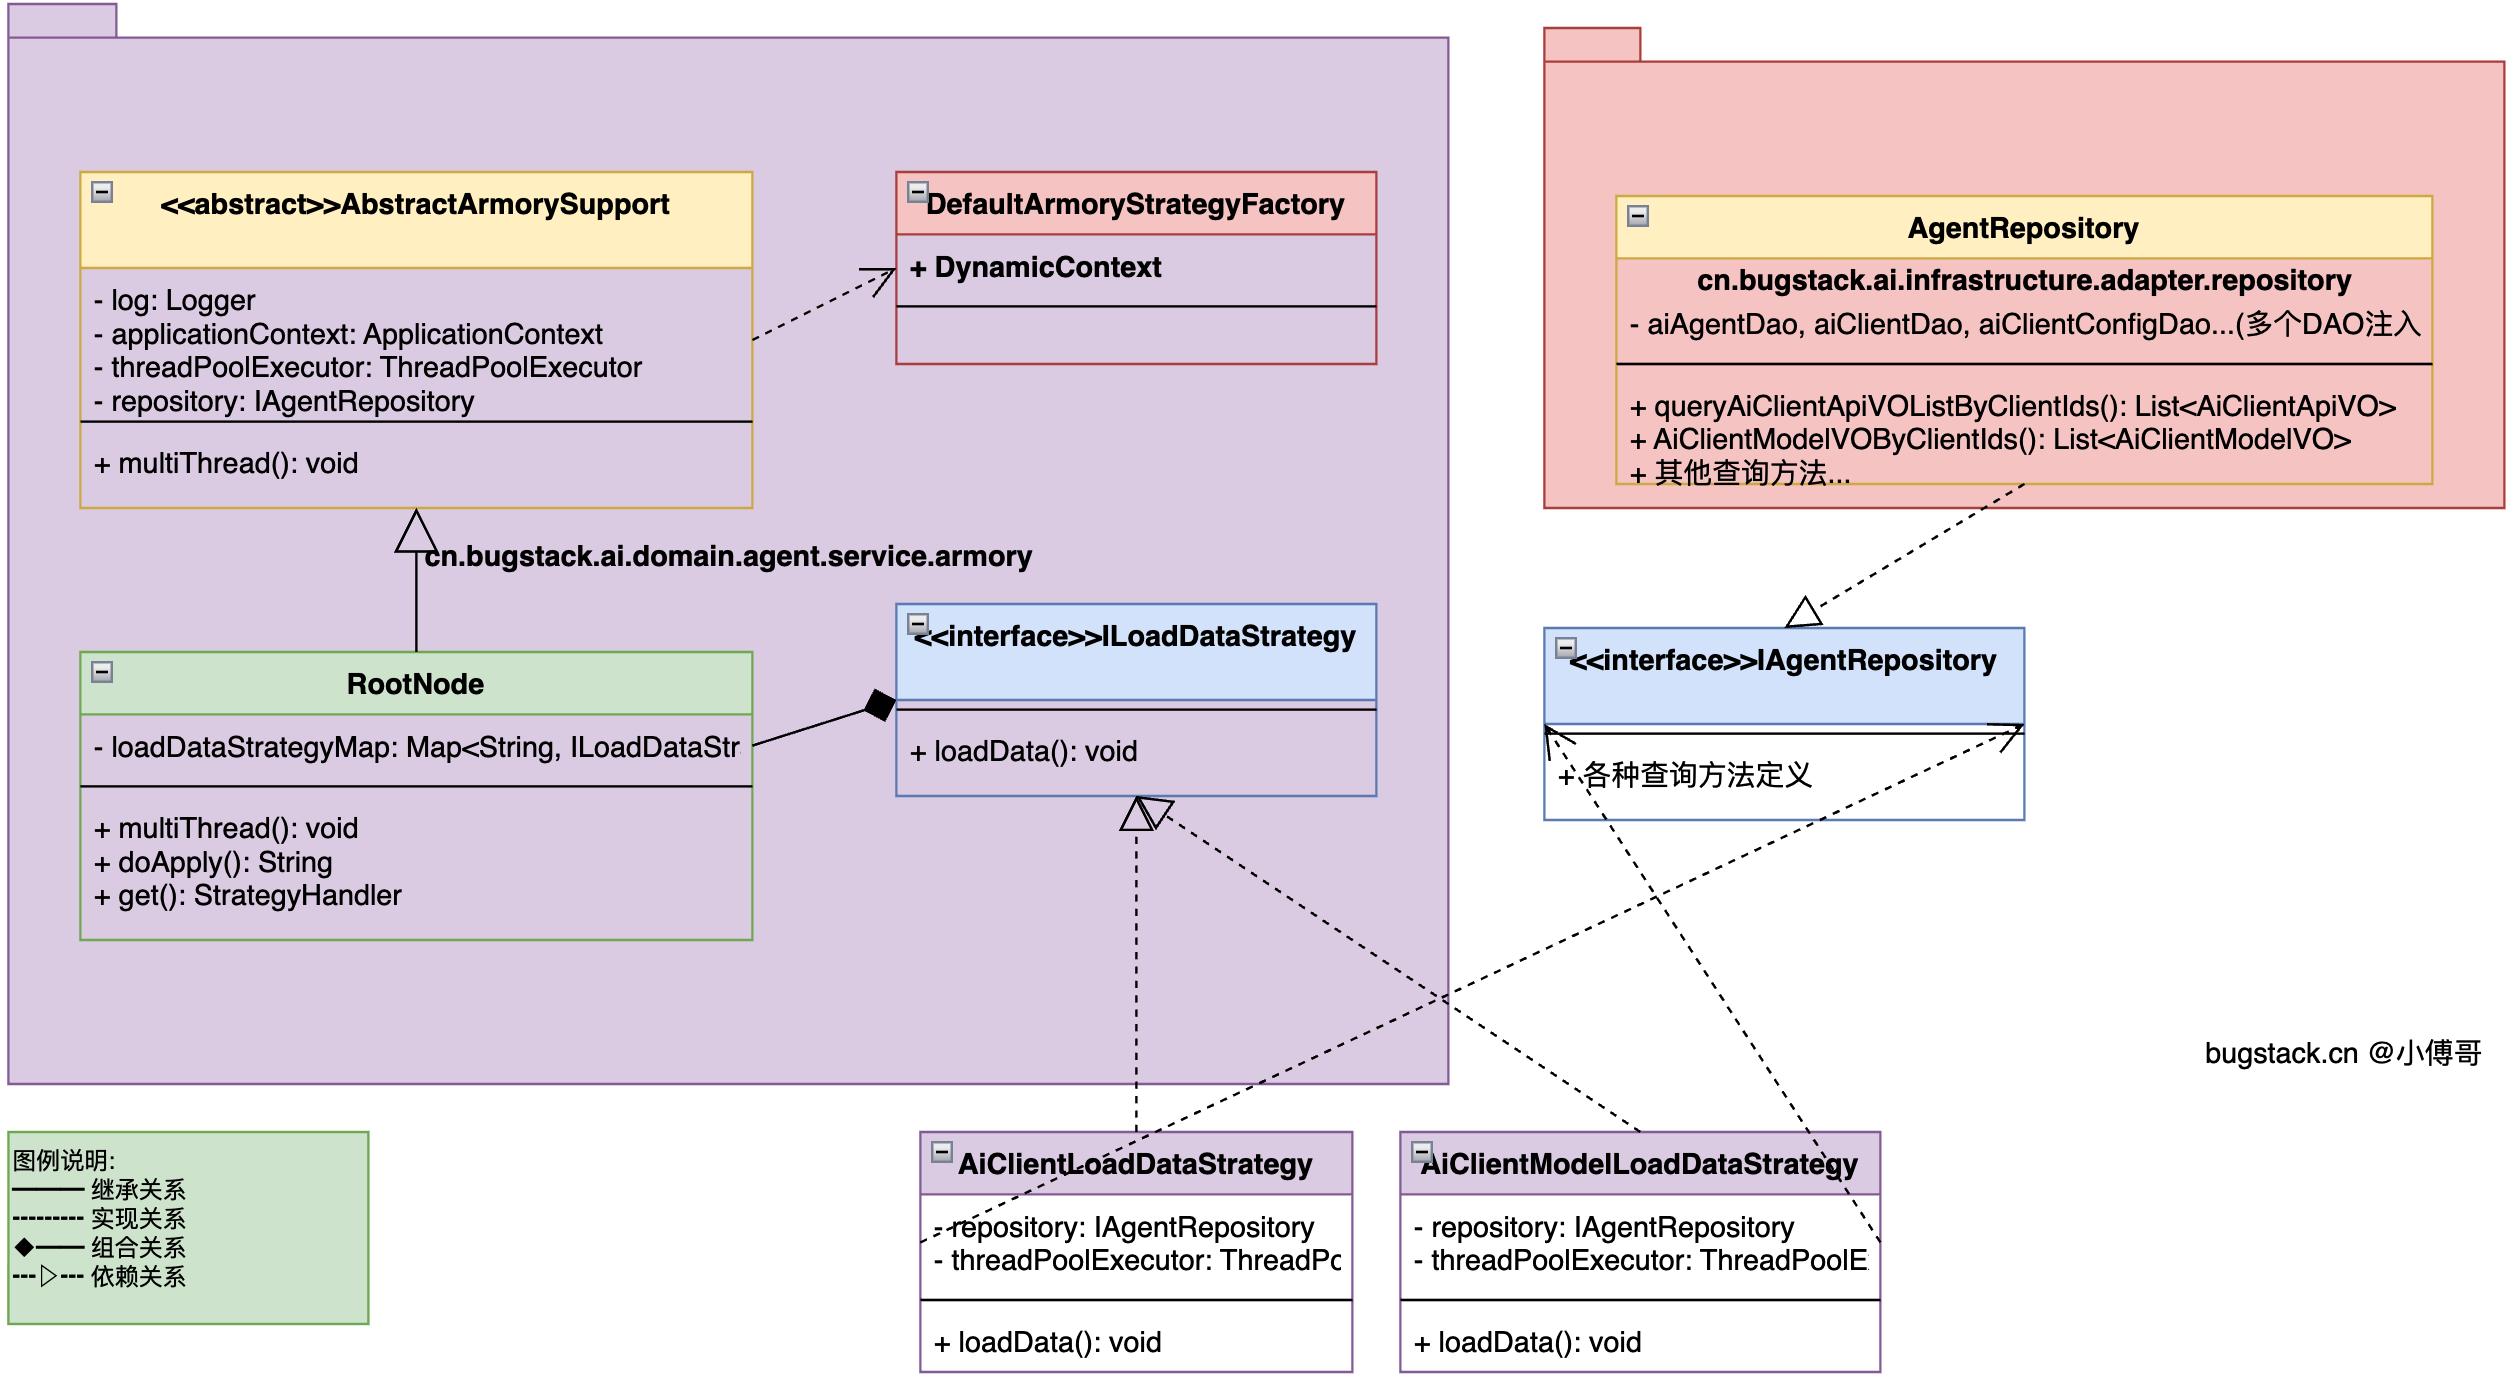 <<abstract>>AbstractArmorySupport
- log: Logger
- applicationContext: ApplicationContext
- threadPoolExecutor: ThreadPoolExecutor
- repository: IAgentRepository
+ multiThread(): void
DefaultArmoryStrategyFactory
+ DynamicContext
AgentRepository
cn.bugstack.ai.infrastructure.adapter.repository
- aiAgentDao, aiClientDao, aiClientConfigDao...(多个DAO注入
+ queryAiClientApiVOListByClientIds(): List<AiClientApiVO>
+ AiClientModelVOByClientIds(): List<AiClientModelVO>
+ 其他查询方法...
cn.bugstack.ai.domain.agent.service.armory
RootNode
- loadDataStrategyMap: Map<String, ILoadDataStr
+ multiThread(): void
+ doApply(): String
+ get(): StrategyHandler
<<interface>>ILoadDataStrategy
+ loadData(): void
<<interface>>IAgentRepository
+ 各种查询方法定义
bugstack.cn @小傅哥
图例说明:
─── 继承关系
--------- 实现关系
◆─── 组合关系
---▷--- 依赖关系
AiClientLoadDataStrategy
- repository: IAgentRepository
- threadPoolExecutor: ThreadPo
+ loadData(): void
AiClientModelLoadDataStrategy
- repository: IAgentRepository
- threadPoolExecutor: ThreadPoolE
+ loadData(): void